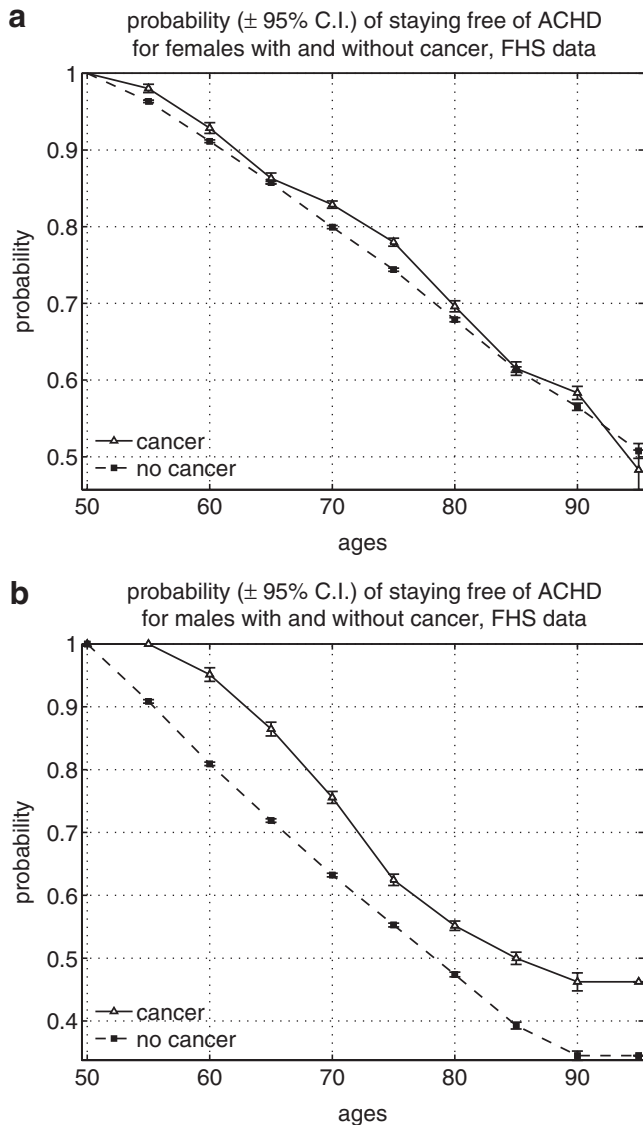 a
probability (± 95% C.I.) of staying free of ACHD
for females with and without cancer, FHS data
1
0.9
0.8
0.7
0.6
0.5
probability
cancer
no cancer
50 60 70 80 90
ages
b
probability (± 95% C.I.) of staying free of ACHD
for males with and without cancer, FHS data
1
0.9
0.8
0.7
0.6
0.5
0.4
probability
cancer
no cancer
50 60 70 80 90
ages